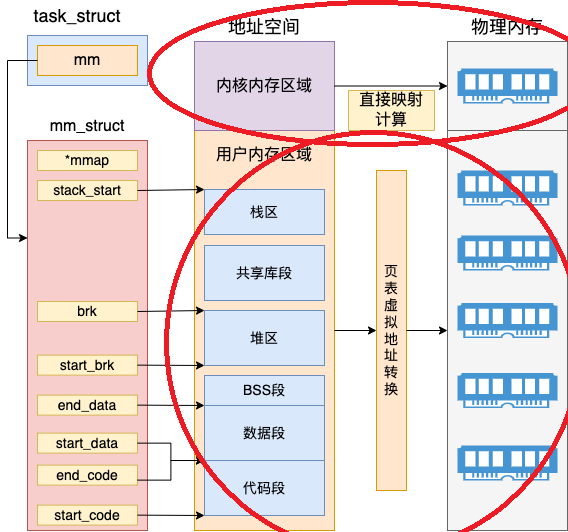 task_struct
mm
mm_struct
*mmap
stack_start
brk
start_brk
end_data
start_data
end_code
start_code
地址空间
内核内存区域
用户内存区域
栈区
共享库段
堆区
BSS段
数据段
代码段
直接映射
计算
页表虚拟地址转换
物理内存